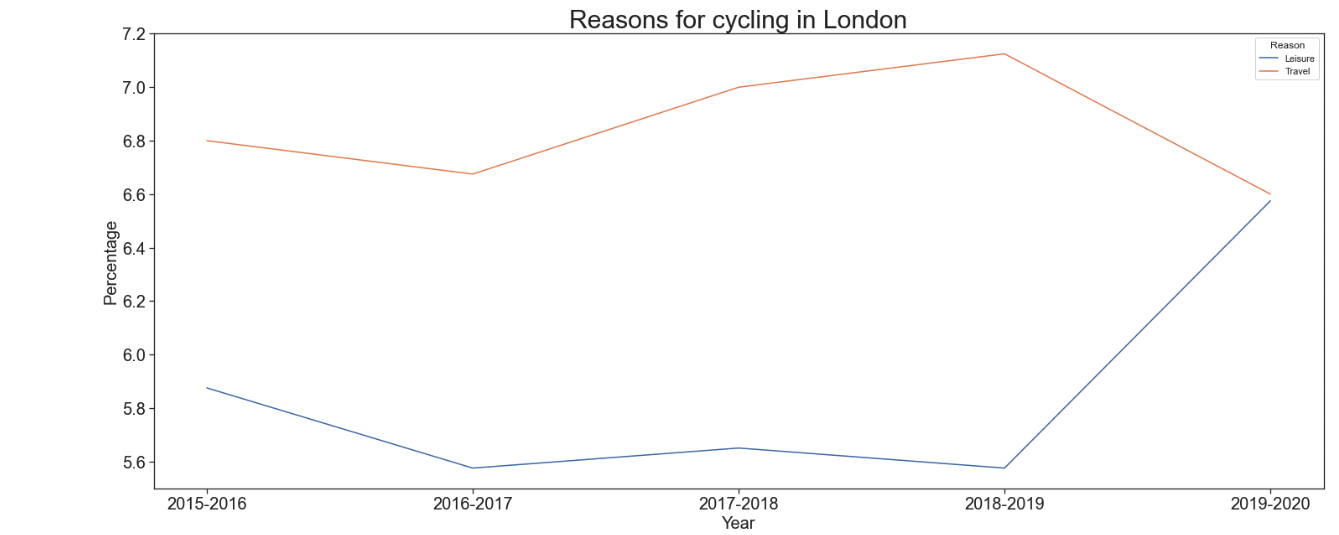 Reasons for cycling in London
Reason
Leisure
Travel
Percentage
7.2
7.0
6.8
6.6
6.4
6.2
6.0
5.8
5.6
2015-2016 2016-2017 2017-2018 2018-2019 2019-2020
Year